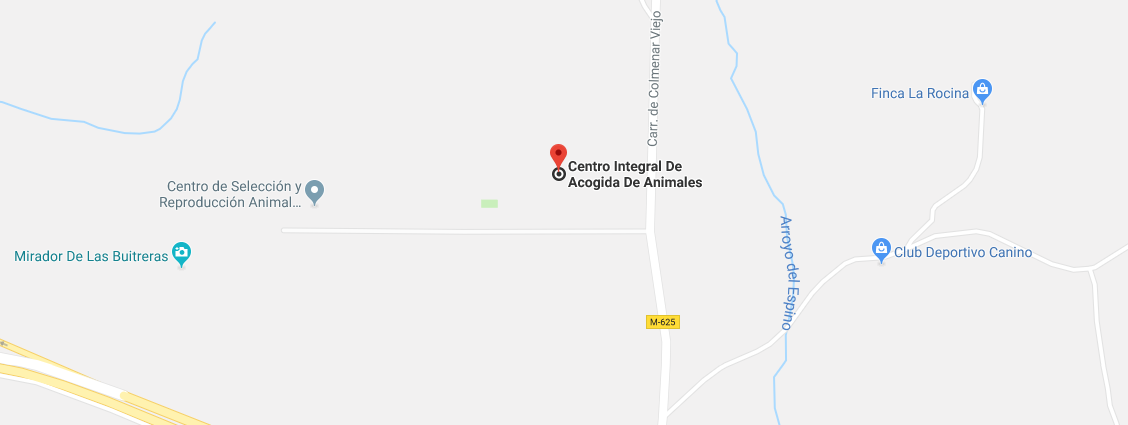 Carr. de Colmenar Viejo
Finca La Rocina
Centro Integral De
Acogida De Animales
Centro de Selección y
Reproducción Animal...
Mirador De Las Buitreras
Arroyo del Espino
Club Deportivo Canino
M-625